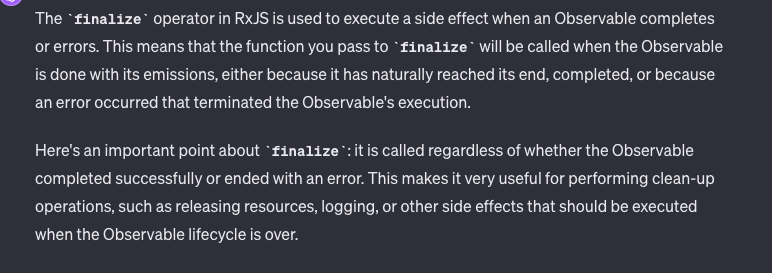 The `finalize` operator in RxJS is used to execute a side effect when an Observable completes
or errors. This means that the function you pass to `finalize` will be called when the Observable
is done with its emissions, either because it has naturally reached its end, completed, or because
an error occurred that terminated the Observable's execution.
Here's an important point about `finalize`: it is called regardless of whether the Observable
completed successfully or ended with an error. This makes it very useful for performing clean-up
operations, such as releasing resources, logging, or other side effects that should be executed
when the Observable lifecycle is over.